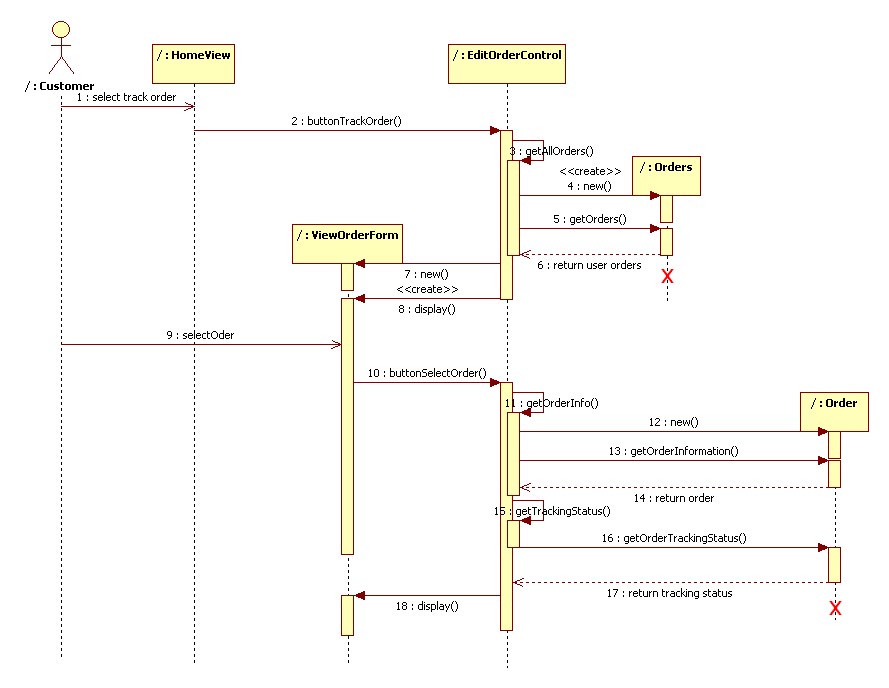 / : Customer
/ : HomeView
/ : EditOrderControl
1 : select track order
2 : buttonTrackOrder()
3 : getAllOrders()
/ : Orders
<<create>>
4 : new()
5 : getOrders()
6 : return user orders
/ : ViewOrderForm
7 : new()
<<create>>
8 : display()
9 : selectOder
10 : buttonSelectOrder()
11 : getOrderInfo()
/ : Order
12 : new()
13 : getOrderInformation()
14 : return order
15 : getTrackingStatus()
16 : getOrderTrackingStatus()
17 : return tracking status
18 : display()